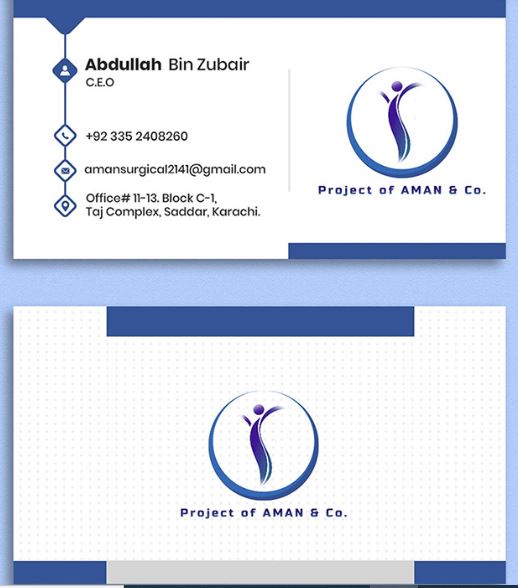 Abdullah Bin Zubair
C.E.O
+92 335 2408260
amansurgical2141@gmail.com
Office# 11-13. Block C-1,
Taj Complex, Saddar, Karachi.
Project of AMAN & Co.
Project of AMAN & Co.